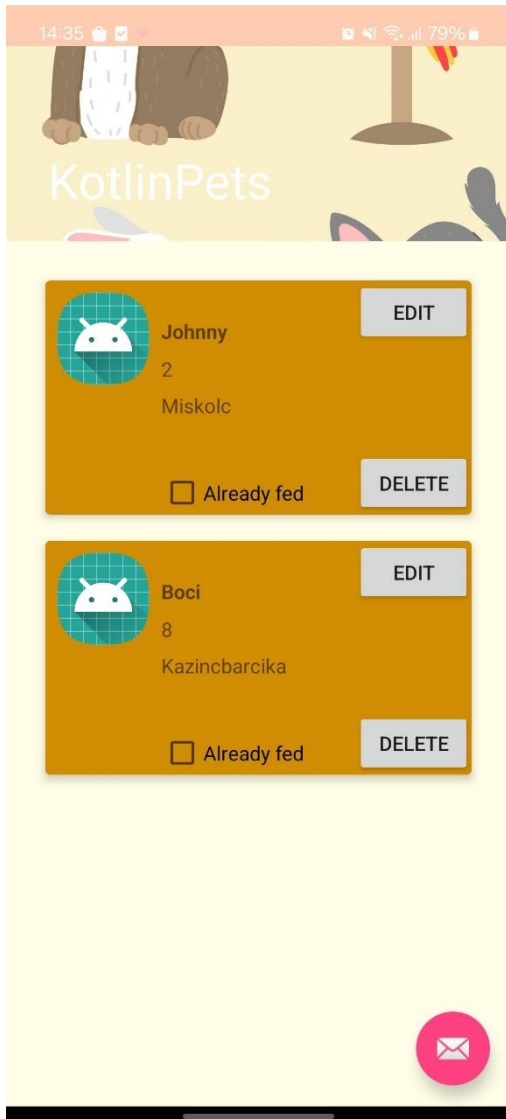 14:35 79%
KotlinPets
EDIT
Johnny
2
Miskolc
Already fed
DELETE
EDIT
Boci
8
Kazincbarcika
Already fed
DELETE